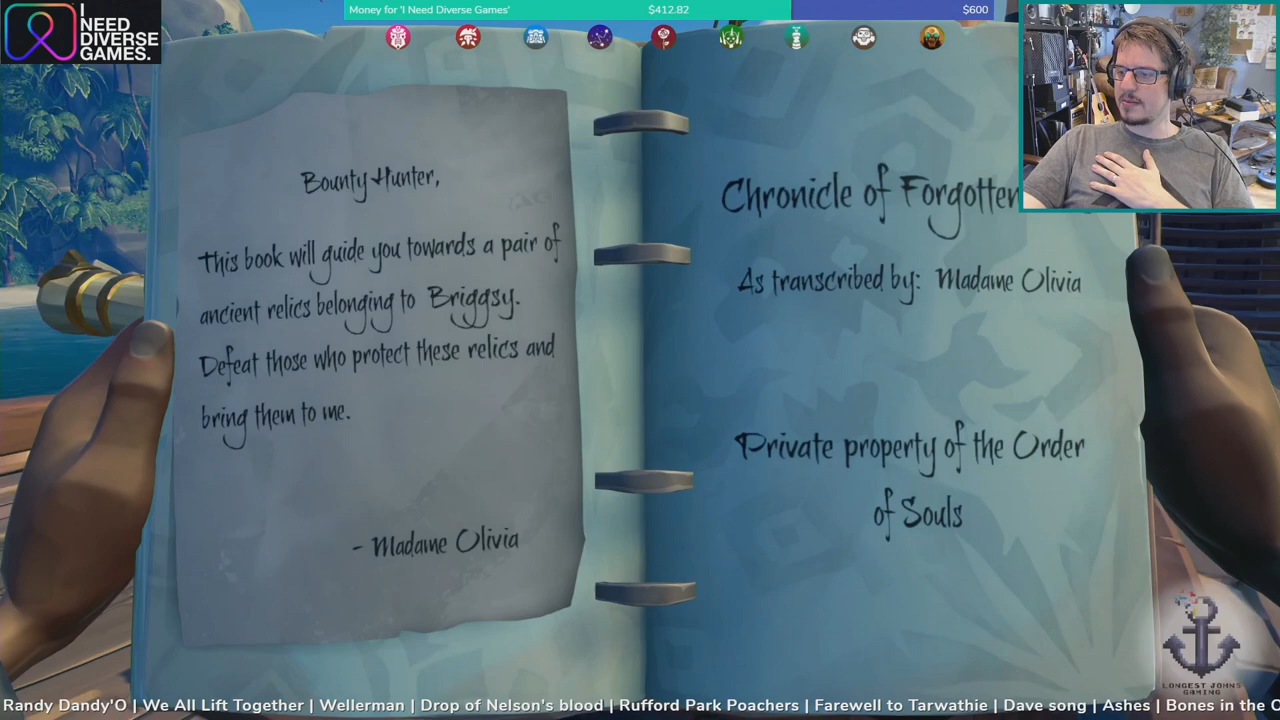 I
NEED
DIVERSE
GAMES.
Money for 'I Need Diverse Games'
$412.82
$600
Bounty Hunter,
This book will guide you towards a pair of
ancient relics belonging to Briggsy.
Defeat those who protect these relics and
bring them to me.
- Madame Olivia
Chronicle of Forgotten
As transcribed by: Madame Olivia
Private property of the Order
of Souls
LONGEST JOHNS
GAMING
Randy Dandy'O | We All Lift Together | Wellerman | Drop of Nelson's blood | Rufford Park Poachers | Farewell to Tarwathie | Dave song | Ashes | Bones in the